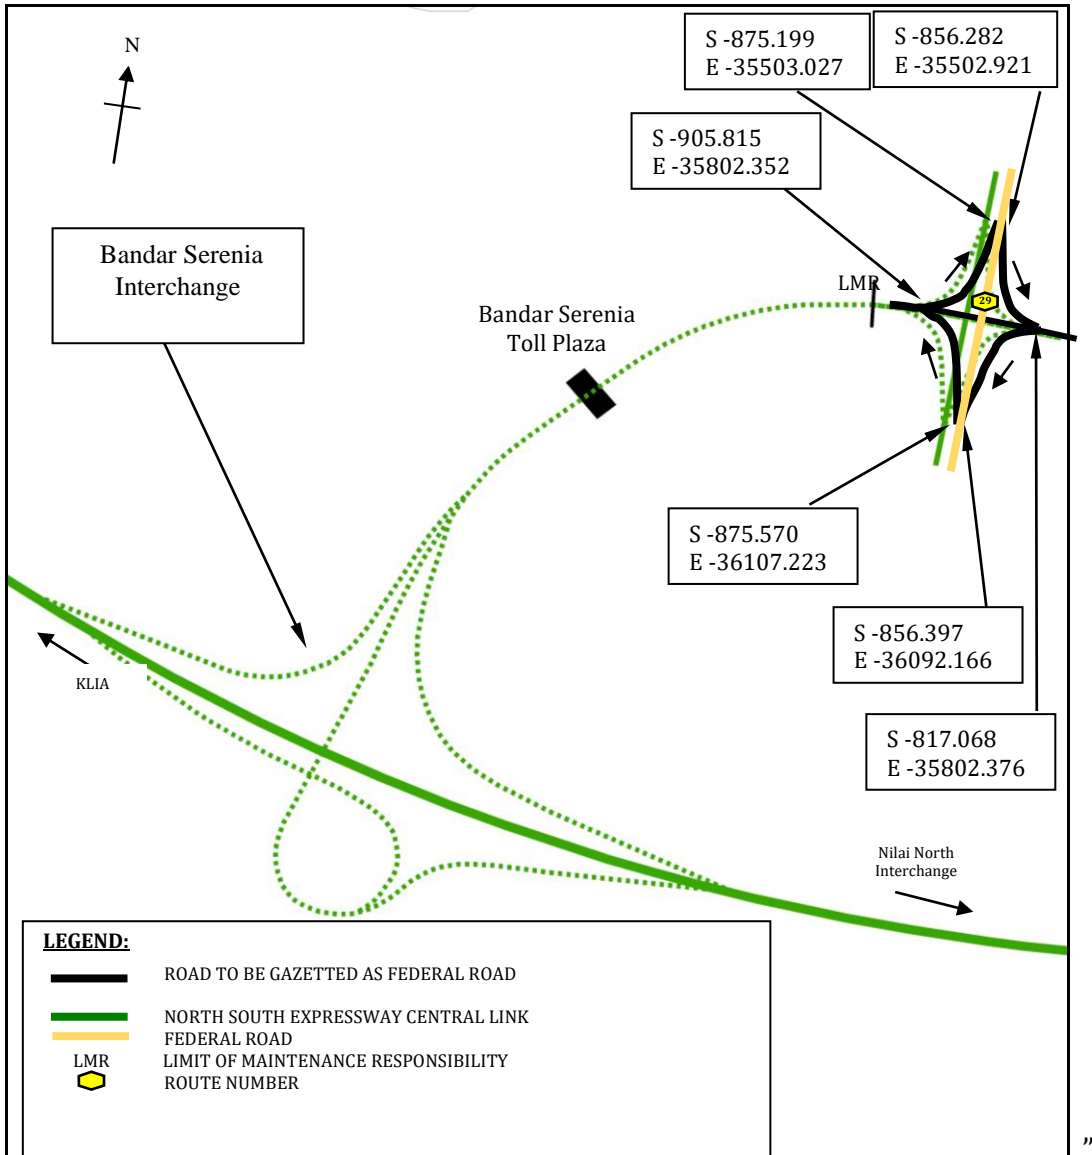 N
S -875.199
E -35503.027
S -856.282
E -35502.921
S -905.815
E -35802.352
Bandar Serenia
Interchange
LMR
29
Bandar Serenia
Toll Plaza
S -875.570
E -36107.223
S -856.397
E -36092.166
KLIA
S -817.068
E -35802.376
Nilai North
Interchange
LEGEND:
ROAD TO BE GAZETTED AS FEDERAL ROAD
NORTH SOUTH EXPRESSWAY CENTRAL LINK
FEDERAL ROAD
LMR LIMIT OF MAINTENANCE RESPONSIBILITY
ROUTE NUMBER
”